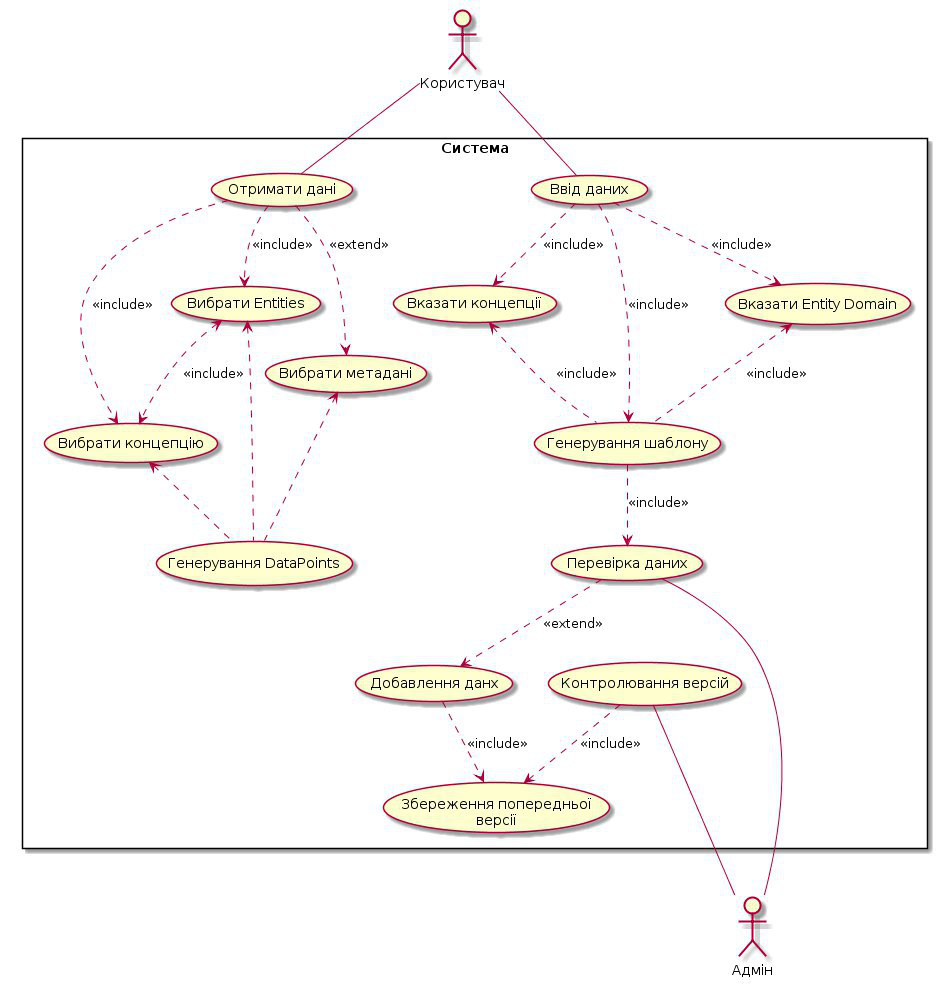 Користувач
Система
Отримати дані
Ввід даних
«include»
«extend»
«include»
«include»
«include»
«include»
«include»
Вибрати Entities
Вказати концепції
Вказати Entity Domain
«include»
Вибрати метадані
«include»
«include»
Вибрати концепцію
Генерування шаблону
«include»
Генерування DataPoints
Перевірка даних
«extend»
Добавлення данх
Контролювання версій
«include»
«include»
Збереження попередньої
версії
Адмін